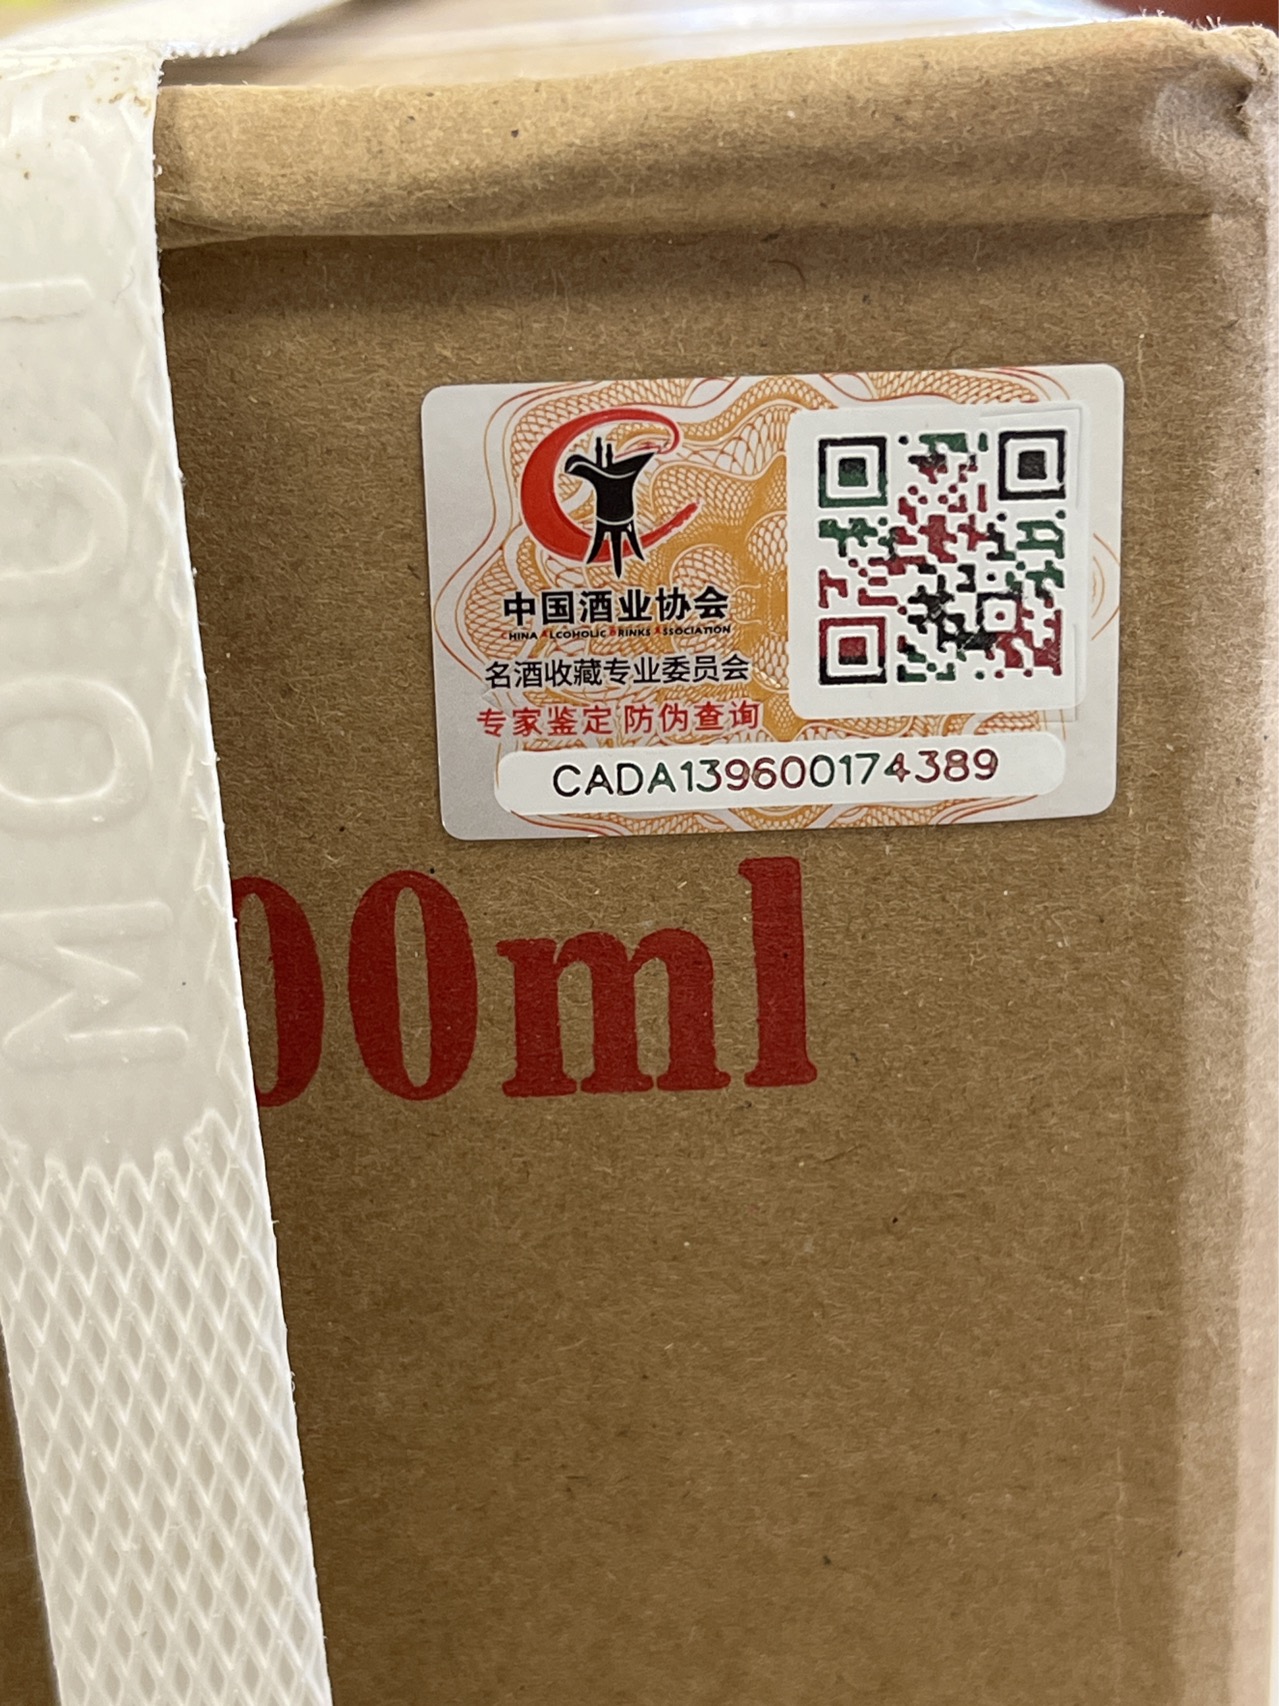 中国酒业协会
CHINA ALCOHOLIC DRINKS ASSOCIATION
名酒收藏专业委员会
专家鉴定防伪查询
CADA139600174389
00ml
MOUT